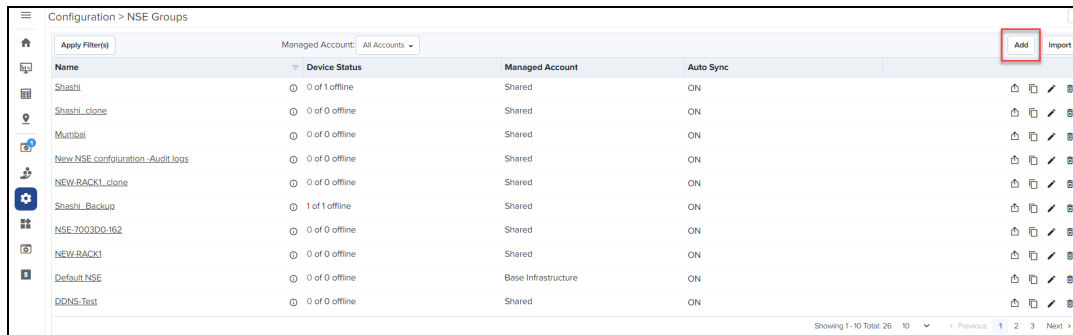 Configuration > NSE Groups
Apply Filter(s) Managed Account: All Accounts Add Import
Name Device Status Managed Account Auto Sync
Shashi 0 of 1 offline Shared ON
Shashi_clone 0 of 0 offline Shared ON
Mumbai 0 of 0 offline Shared ON
New NSE confgiuration -Audit logs 0 of 0 offline Shared ON
NEW-RACK1_clone 0 of 0 offline Shared ON
Shashi_Backup 1 of 1 offline Shared ON
NSE-7003D0-162 0 of 0 offline Shared ON
NEW-RACK1 0 of 0 offline Shared ON
Default NSE 0 of 0 offline Base Infrastructure ON
DDNS-Test 0 of 0 offline Shared ON
Showing 1 - 10 Total: 26 10 < Previous 1 2 3 Next >